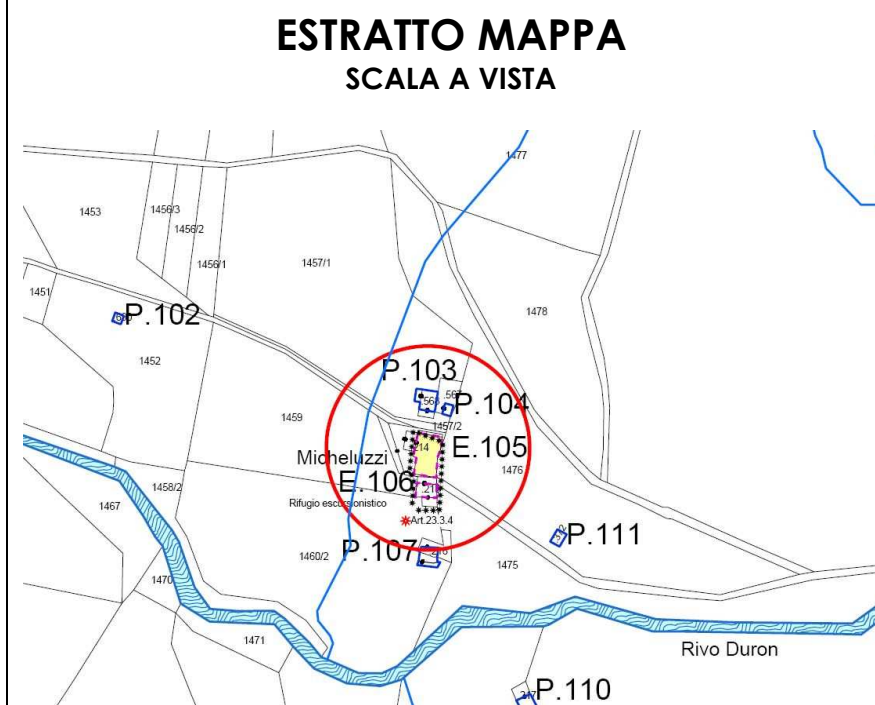 ESTRATTO MAPPA
SCALA A VISTA
1477
1453
1456/3
1456/2
1456/1
1457/1
1451
1478
P.102
1452
P.103
.568
.567
P.104
1459
1457/2
E.105
Micheluzzi
1476
E.106
Rifugio escursionistico
Art.23.3.4
1458/2
1467
P.111
P.107
1460/2
1475
1470
1471
Rivo Duron
P.110